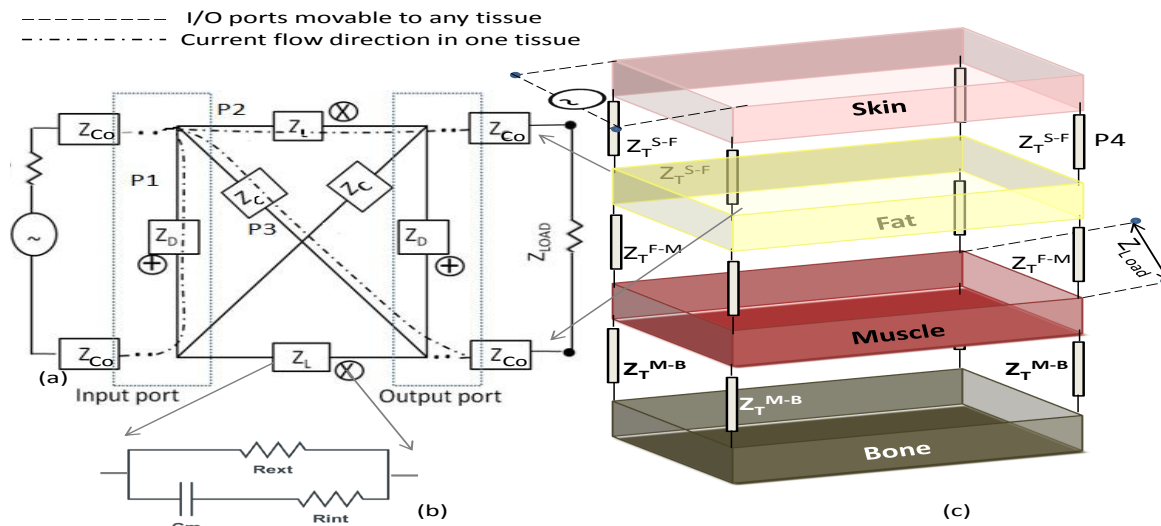 I/O ports movable to any tissue
Current flow direction in one tissue
P2
Z_Co
Z_L
Z_Co
P1
Z_C
Z_C
P3
Z_D
Z_D
Z_LOAD
~
Z_Co
Z_L
Z_Co
(a)
Input port
Output port
Rext
Rint
(b)
~
Skin
Z_T^S-F
Z_T^S-F
Z_T^S-F
P4
Fat
Z_T^F-M
Z_T^F-M
Z_Load
Muscle
Z_T^M-B
Z_T^M-B
Z_T^M-B
Bone
(c)